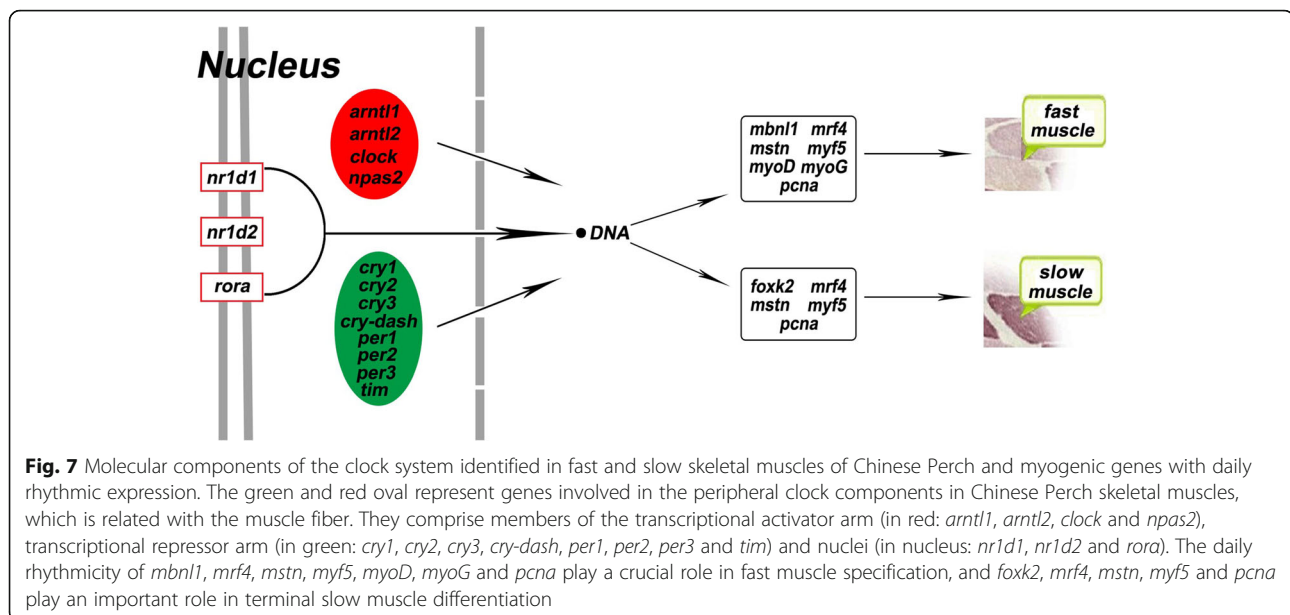 Nucleus
arntl1
arntl2
clock
npas2
nr1d1
nr1d2
rora
cry1
cry2
cry3
cry-dash
per1
per2
per3
tim
DNA
mbnl1 mrf4
mstn myf5
myoD myoG
pcna
fast
muscle
foxk2 mrf4
mstn myf5
pcna
slow
muscle
Fig. 7 Molecular components of the clock system identified in fast and slow skeletal muscles of Chinese Perch and myogenic genes with daily
rhythmic expression. The green and red oval represent genes involved in the peripheral clock components in Chinese Perch skeletal muscles,
which is related with the muscle fiber. They comprise members of the transcriptional activator arm (in red: arntl1, arntl2, clock and npas2),
transcriptional repressor arm (in green: cry1, cry2, cry3, cry-dash, per1, per2, per3 and tim) and nuclei (in nucleus: nr1d1, nr1d2 and rora). The daily
rhythmicity of mbnl1, mrf4, mstn, myf5, myoD, myoG and pcna play a crucial role in fast muscle specification, and foxk2, mrf4, mstn, myf5 and pcna
play an important role in terminal slow muscle differentiation